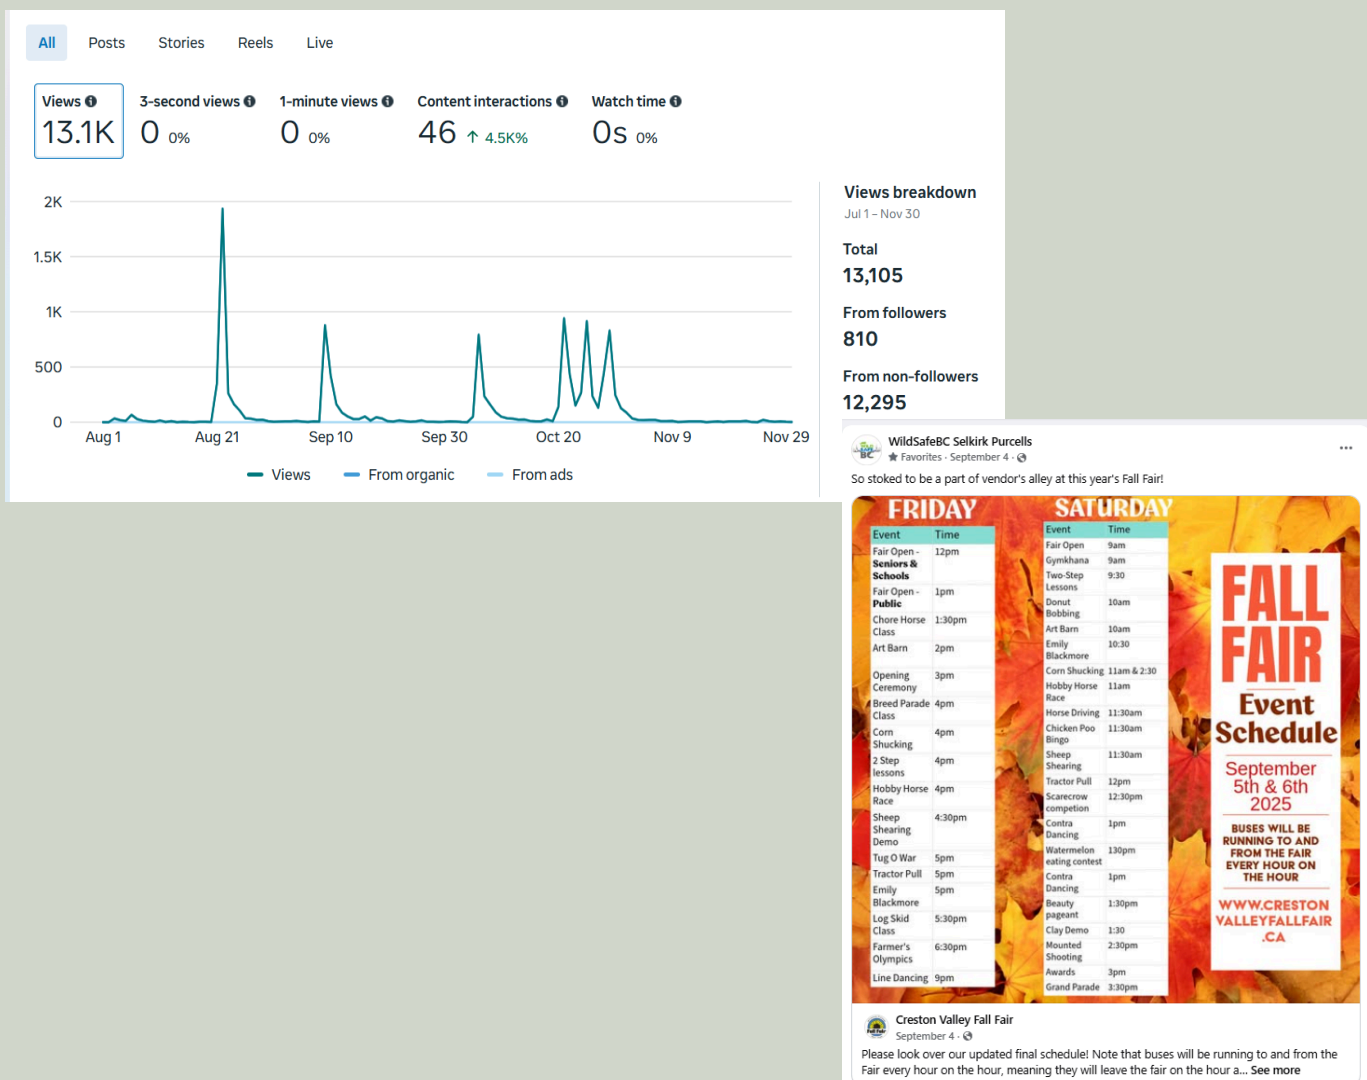 All Posts Stories Reels Live
Views 3-second views 1-minute views Content interactions Watch time
13.1K 0 0% 0 0% 46 ↑ 4.5K% 0s 0%
2K
1.5K
1K
500
0
Aug 1 Aug 21 Sep 10 Sep 30 Oct 20 Nov 9 Nov 29
Views From organic From ads
Views breakdown
Jul 1 – Nov 30
Total
13,105
From followers
810
From non-followers
12,295
WildSafeBC Selkirk Purcells
Favorites · September 4 ·
So stoked to be a part of vendor's alley at this year's Fall Fair!
FRIDAY
Event Time
Fair Open - 12pm
Seniors &
Schools
Fair Open - 1pm
Public
Chore Horse 1:30pm
Class
Art Barn 2pm
Opening 3pm
Ceremony
Breed Parade 4pm
Class
Corn 4pm
Shucking
2 Step 4pm
lessons
Hobby Horse 4pm
Race
Sheep 4:30pm
Shearing
Demo
Tug O War 5pm
Tractor Pull 5pm
Emily 5pm
Blackmore
Log Skid 5:30pm
Class
Farmer's 6:30pm
Olympics
Line Dancing 9pm
SATURDAY
Event Time
Fair Open 9am
Gymkhana 9am
Two-Step 9:30
Lessons
Donut 10am
Bobbing
Art Barn 10am
Emily 10:30
Blackmore
Corn Shucking 11am & 2:30
Hobby Horse 11am
Race
Horse Driving 11:30am
Chicken Poo 11:30am
Bingo
Sheep 11:30am
Shearing
Tractor Pull 12pm
Scarecrow 12:30pm
competion
Contra 1pm
Dancing
Watermelon 130pm
eating contest
Contra 1pm
Dancing
Beauty 1:30pm
pageant
Clay Demo 1:30
Mounted 2:30pm
Shooting
Awards 3pm
Grand Parade 3:30pm
FALL
FAIR
Event
Schedule
September
5th & 6th
2025
BUSES WILL BE
RUNNING TO AND
FROM THE FAIR
EVERY HOUR ON
THE HOUR
WWW.CRESTON
VALLEYFALLFAIR
.CA
Creston Valley Fall Fair
September 4 ·
Please look over our updated final schedule! Note that buses will be running to and from the
Fair every hour on the hour, meaning they will leave the fair on the hour a... See more